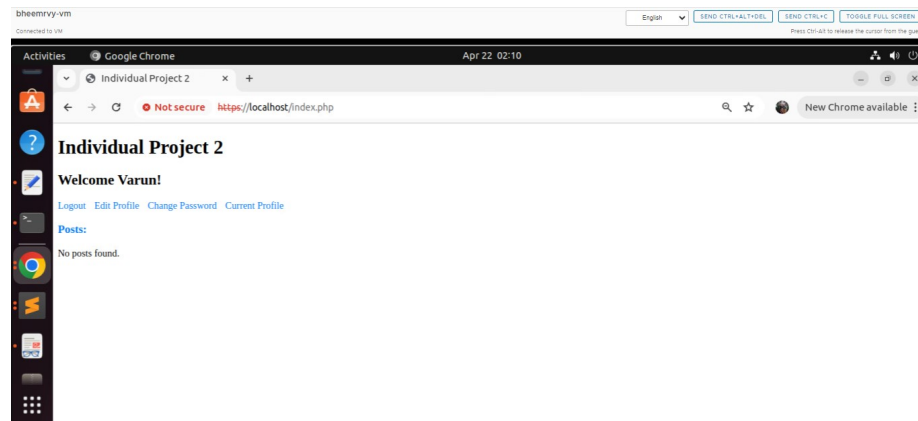 bheemrvy-vm
English
SEND CTRL+ALT+DEL
SEND CTRL+C
TOGGLE FULL SCREEN
Connected to VM
Press Ctrl-Alt to release the cursor from the gue
Activities Google Chrome Apr 22 02:10
Individual Project 2
Not secure https://localhost/index.php New Chrome available
Individual Project 2
Welcome Varun!
Logout Edit Profile Change Password Current Profile
Posts:
No posts found.